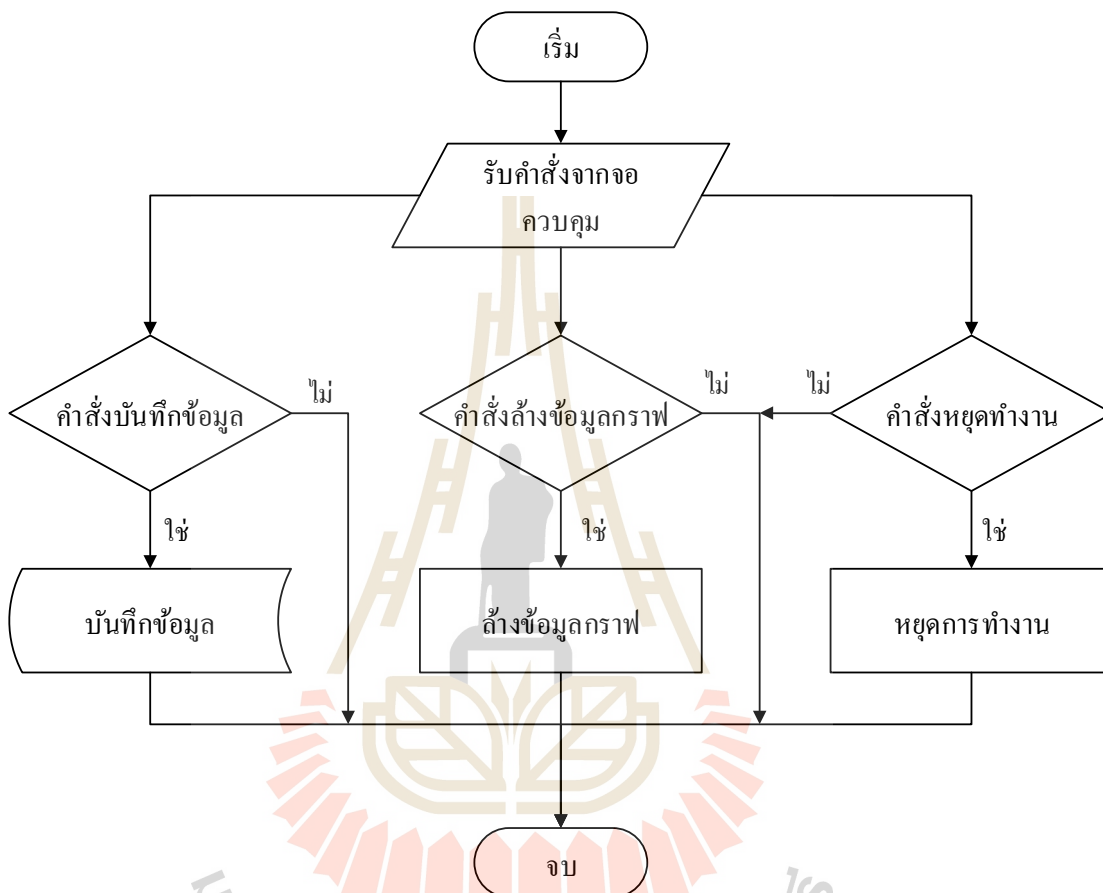 เริ่ม
รับคำสั่งจากจอ
ควบคุม
คำสั่งบันทึกข้อมูล
ไม่
คำสั่งล้างข้อมูลกราฟ
ไม่
ไม่
คำสั่งหยุดทำงาน
ใช่
ใช่
ใช่
บันทึกข้อมูล
ล้างข้อมูลกราฟ
หยุดการทำงาน
จบ